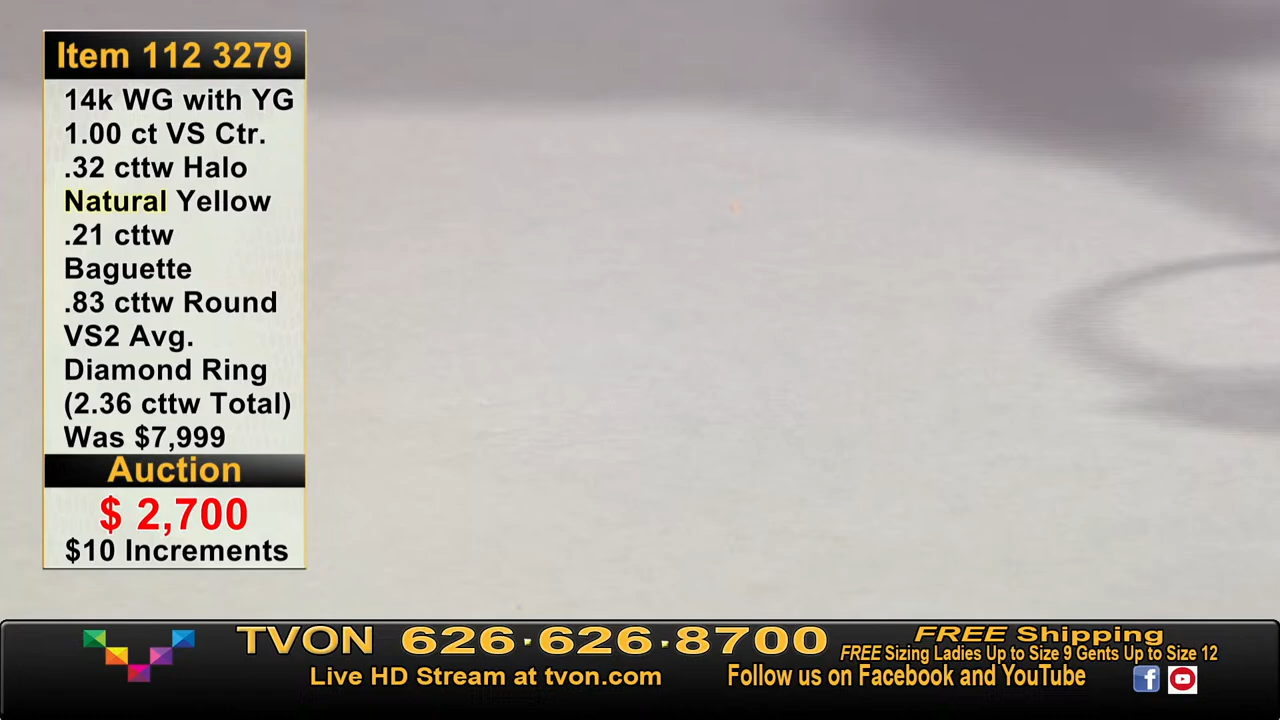 Item 112 3279
14k WG with YG
1.00 ct VS Ctr.
.32 cttw Halo
Natural Yellow
.21 cttw
Baguette
.83 cttw Round
VS2 Avg.
Diamond Ring
(2.36 cttw Total)
Was $7,999
Auction
$ 2,700
$10 Increments
TVON 626·626·8700
Live HD Stream at tvon.com
FREE Shipping
FREE Sizing Ladies Up to Size 9 Gents Up to Size 12
Follow us on Facebook and YouTube